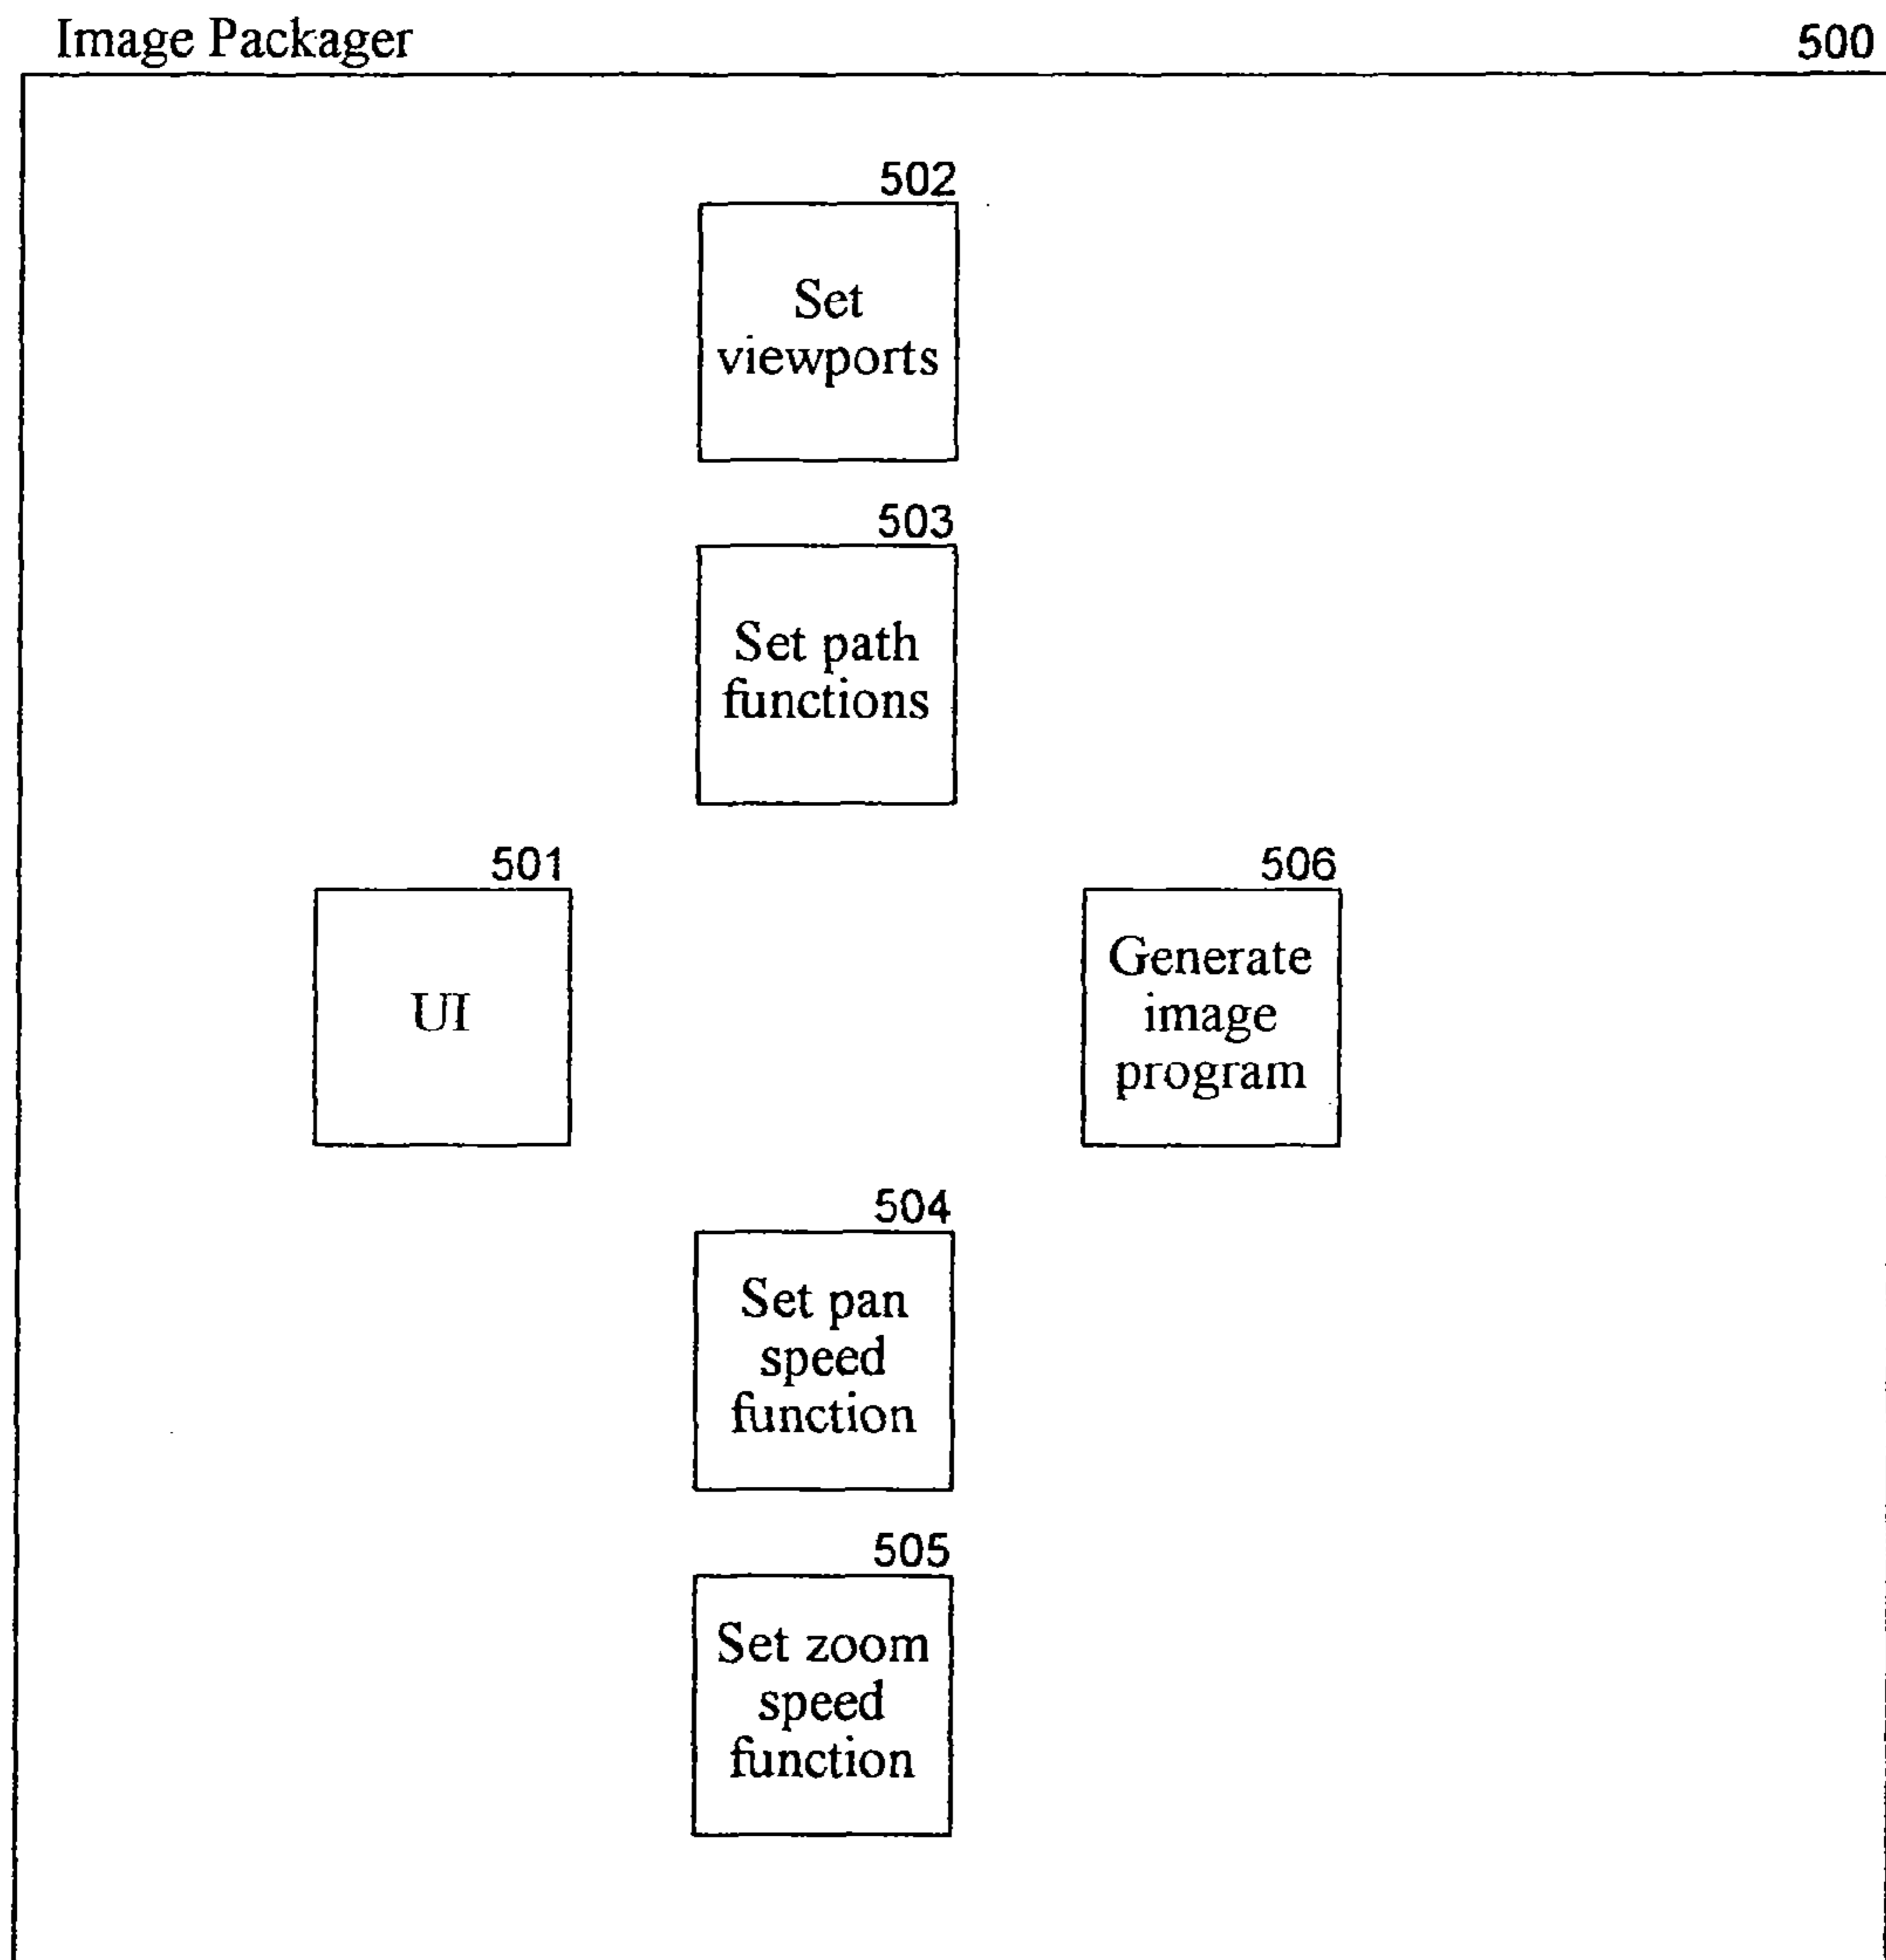 Image Packager 500
502
Set
viewports
503
Set path
functions
501
UI
506
Generate
image
program
504
Set pan
speed
function
505
Set zoom
speed
function